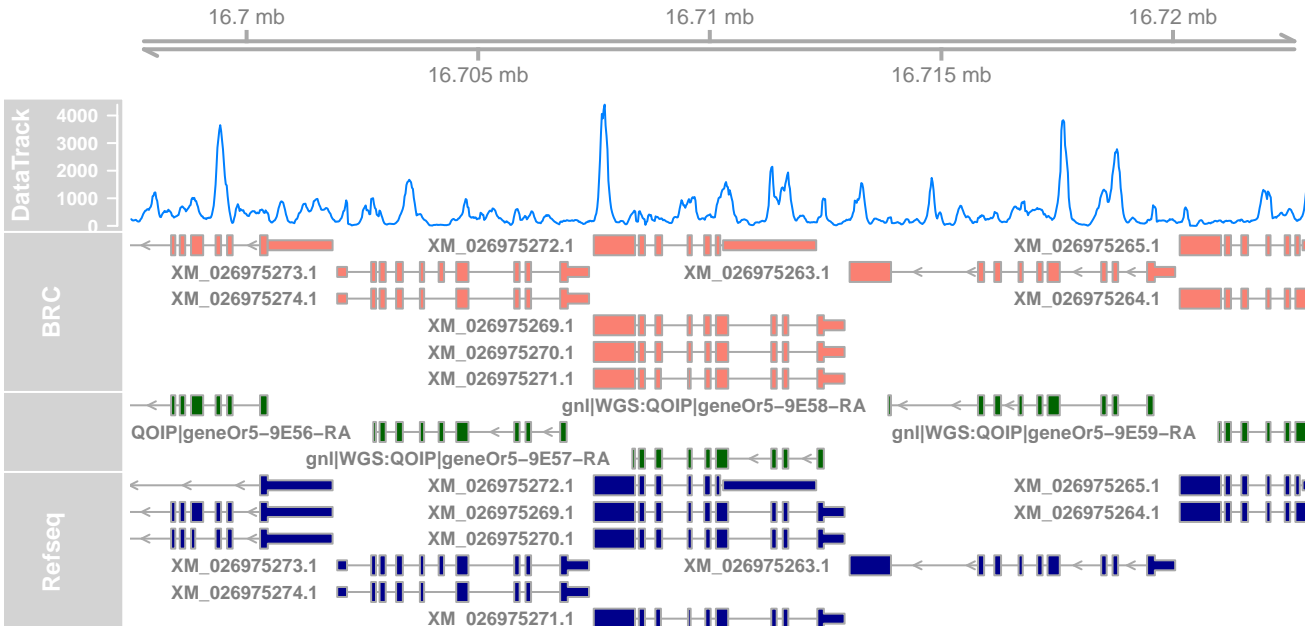 16.7 mb 16.71 mb 16.72 mb
16.705 mb 16.715 mb
DataTrack
4000
3000
2000
1000
0
BRC
XM_026975272.1 XM_026975265.1
XM_026975273.1 XM_026975263.1
XM_026975274.1 XM_026975264.1
XM_026975269.1
XM_026975270.1
XM_026975271.1
gnl|WGS:QOIP|geneOr5−9E58−RA
QOIP|geneOr5−9E56−RA gnl|WGS:QOIP|geneOr5−9E59−RA
gnl|WGS:QOIP|geneOr5−9E57−RA
Refseq
XM_026975272.1 XM_026975265.1
XM_026975269.1 XM_026975264.1
XM_026975270.1
XM_026975273.1 XM_026975263.1
XM_026975274.1
XM_026975271.1